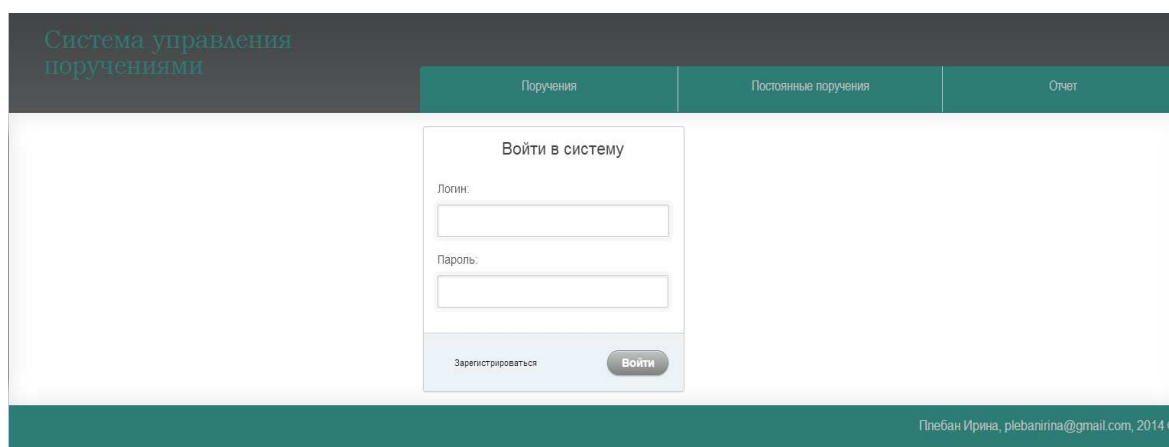 Система управления
поручениями
Поручения
Постоянные поручения
Отчет
Войти в систему
Логин:
Пароль:
Зарегистрироваться
Войти
Плебан Ирина, plebanirina@gmail.com, 2014